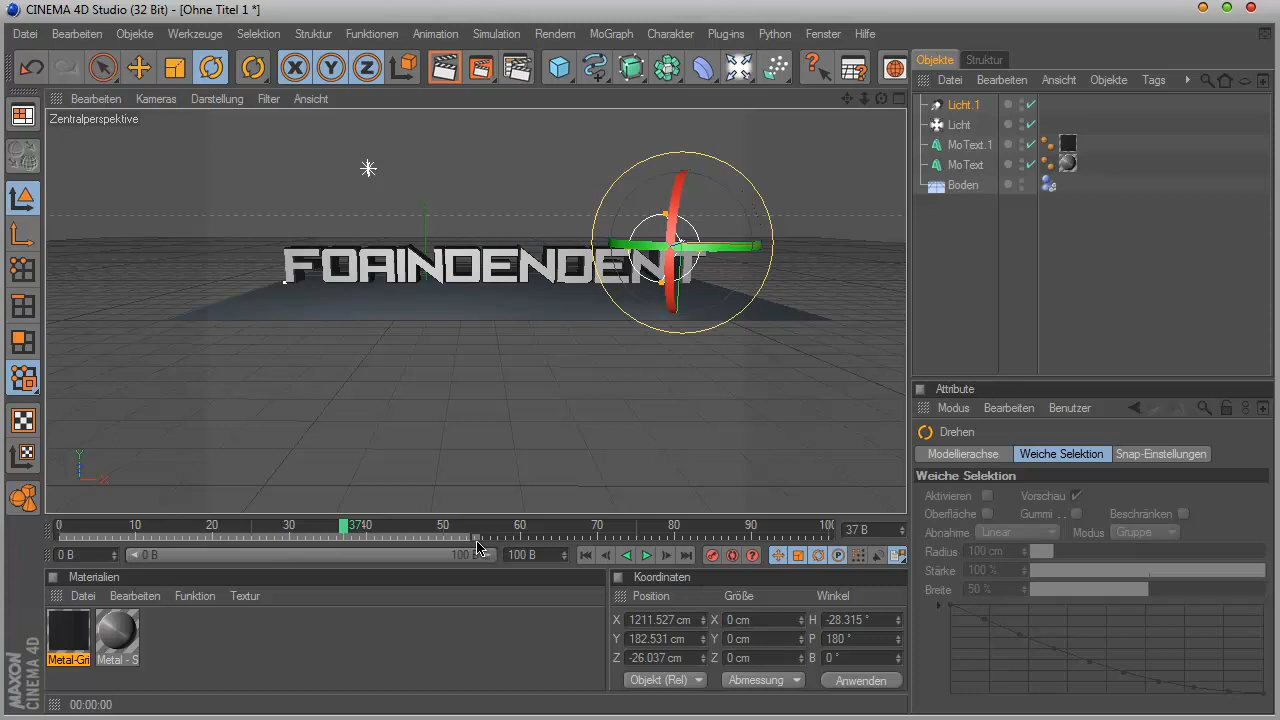 CINEMA 4D Studio (32 Bit) - [Ohne Titel 1 *]
Datei Bearbeiten Objekte Werkzeuge Selektion Struktur Funktionen Animation Simulation Rendern MoGraph Charakter Plug-ins Python Fenster Hilfe
X Y Z
Objekte Struktur
Datei Bearbeiten Ansicht Objekte Tags
Bearbeiten Kameras Darstellung Filter Ansicht
Zentralperspektive
Licht.1
Licht
MoText.1
MoText
Boden
FORINDENDENT
Y
X
Attribute
Modus Bearbeiten Benutzer
Drehen
Modellierachse Weiche Selektion Snap-Einstellungen
Weiche Selektion
Aktivieren Vorschau
Oberfläche Gummi . . Beschränken
Abnahme Linear Modus Gruppe
Radius 100 cm
Stärke 100 %
Breite 50 %
0 10 20 30 3740 50 60 70 80 90 100 37 B
0 B 0 B 100 B 100 B
Materialien
Datei Bearbeiten Funktion Textur
Metal-Gri Metal - S
Koordinaten
Position Größe Winkel
X 1211.527 cm X 0 cm H -28.315 °
Y 182.531 cm Y 0 cm P 180 °
Z -26.037 cm Z 0 cm B 0 °
Objekt (Rel) Abmessung Anwenden
MAXON
CINEMA 4D
00:00:00